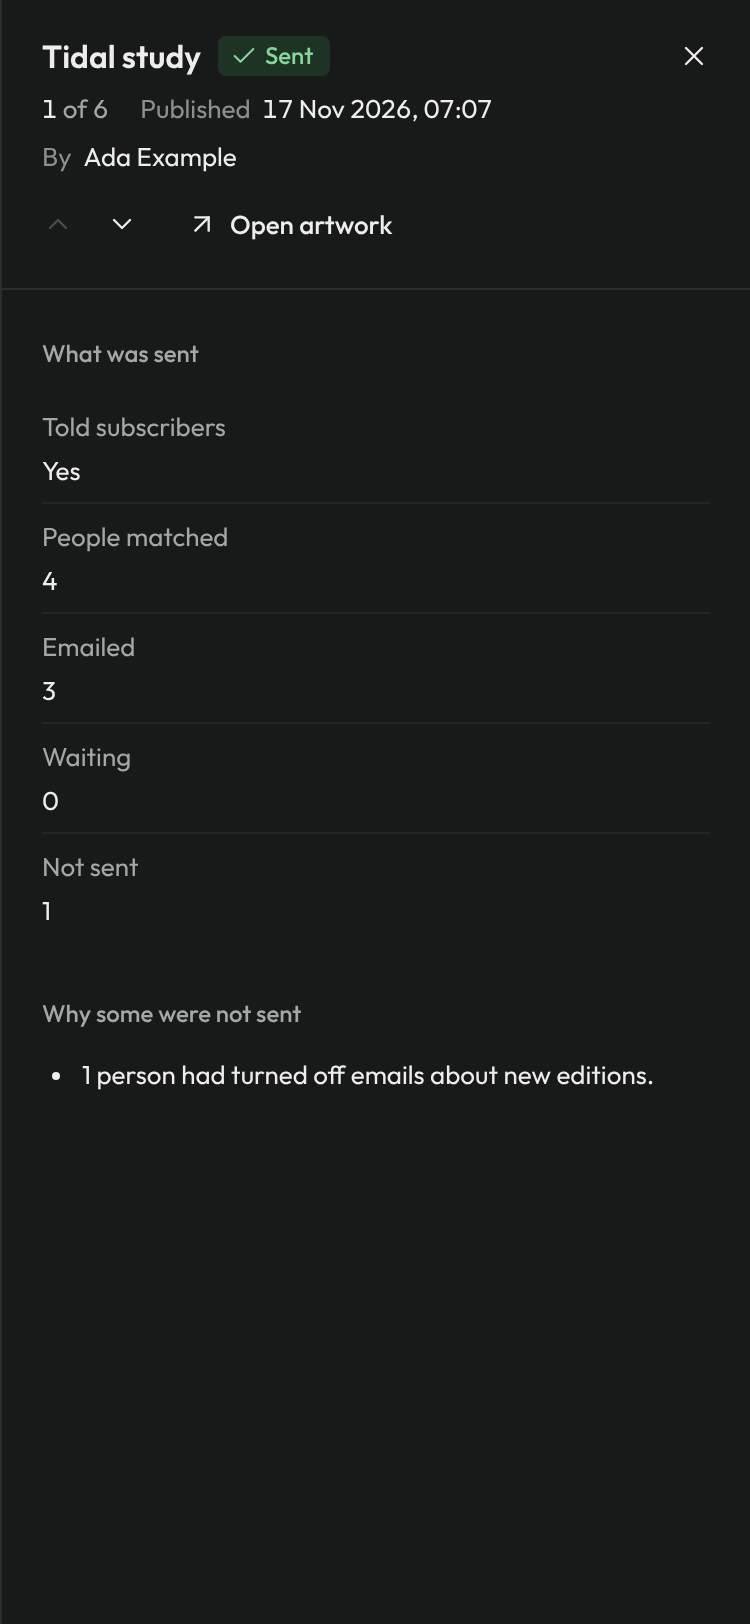 Tidal study
Sent
1 of 6 Published 17 Nov 2026, 07:07
By Ada Example
Open artwork
What was sent
Told subscribers
Yes
People matched
4
Emailed
3
Waiting
0
Not sent
1
Why some were not sent
• 1 person had turned off emails about new editions.